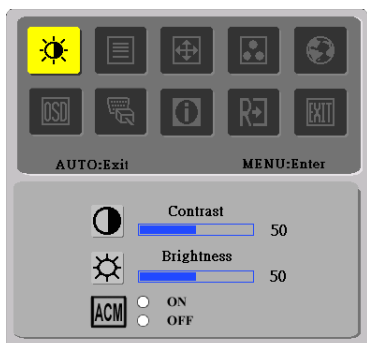 OSD i R EXIT
AUTO:Exit MENU:Enter
Contrast
50
Brightness
50
ACM ON
OFF